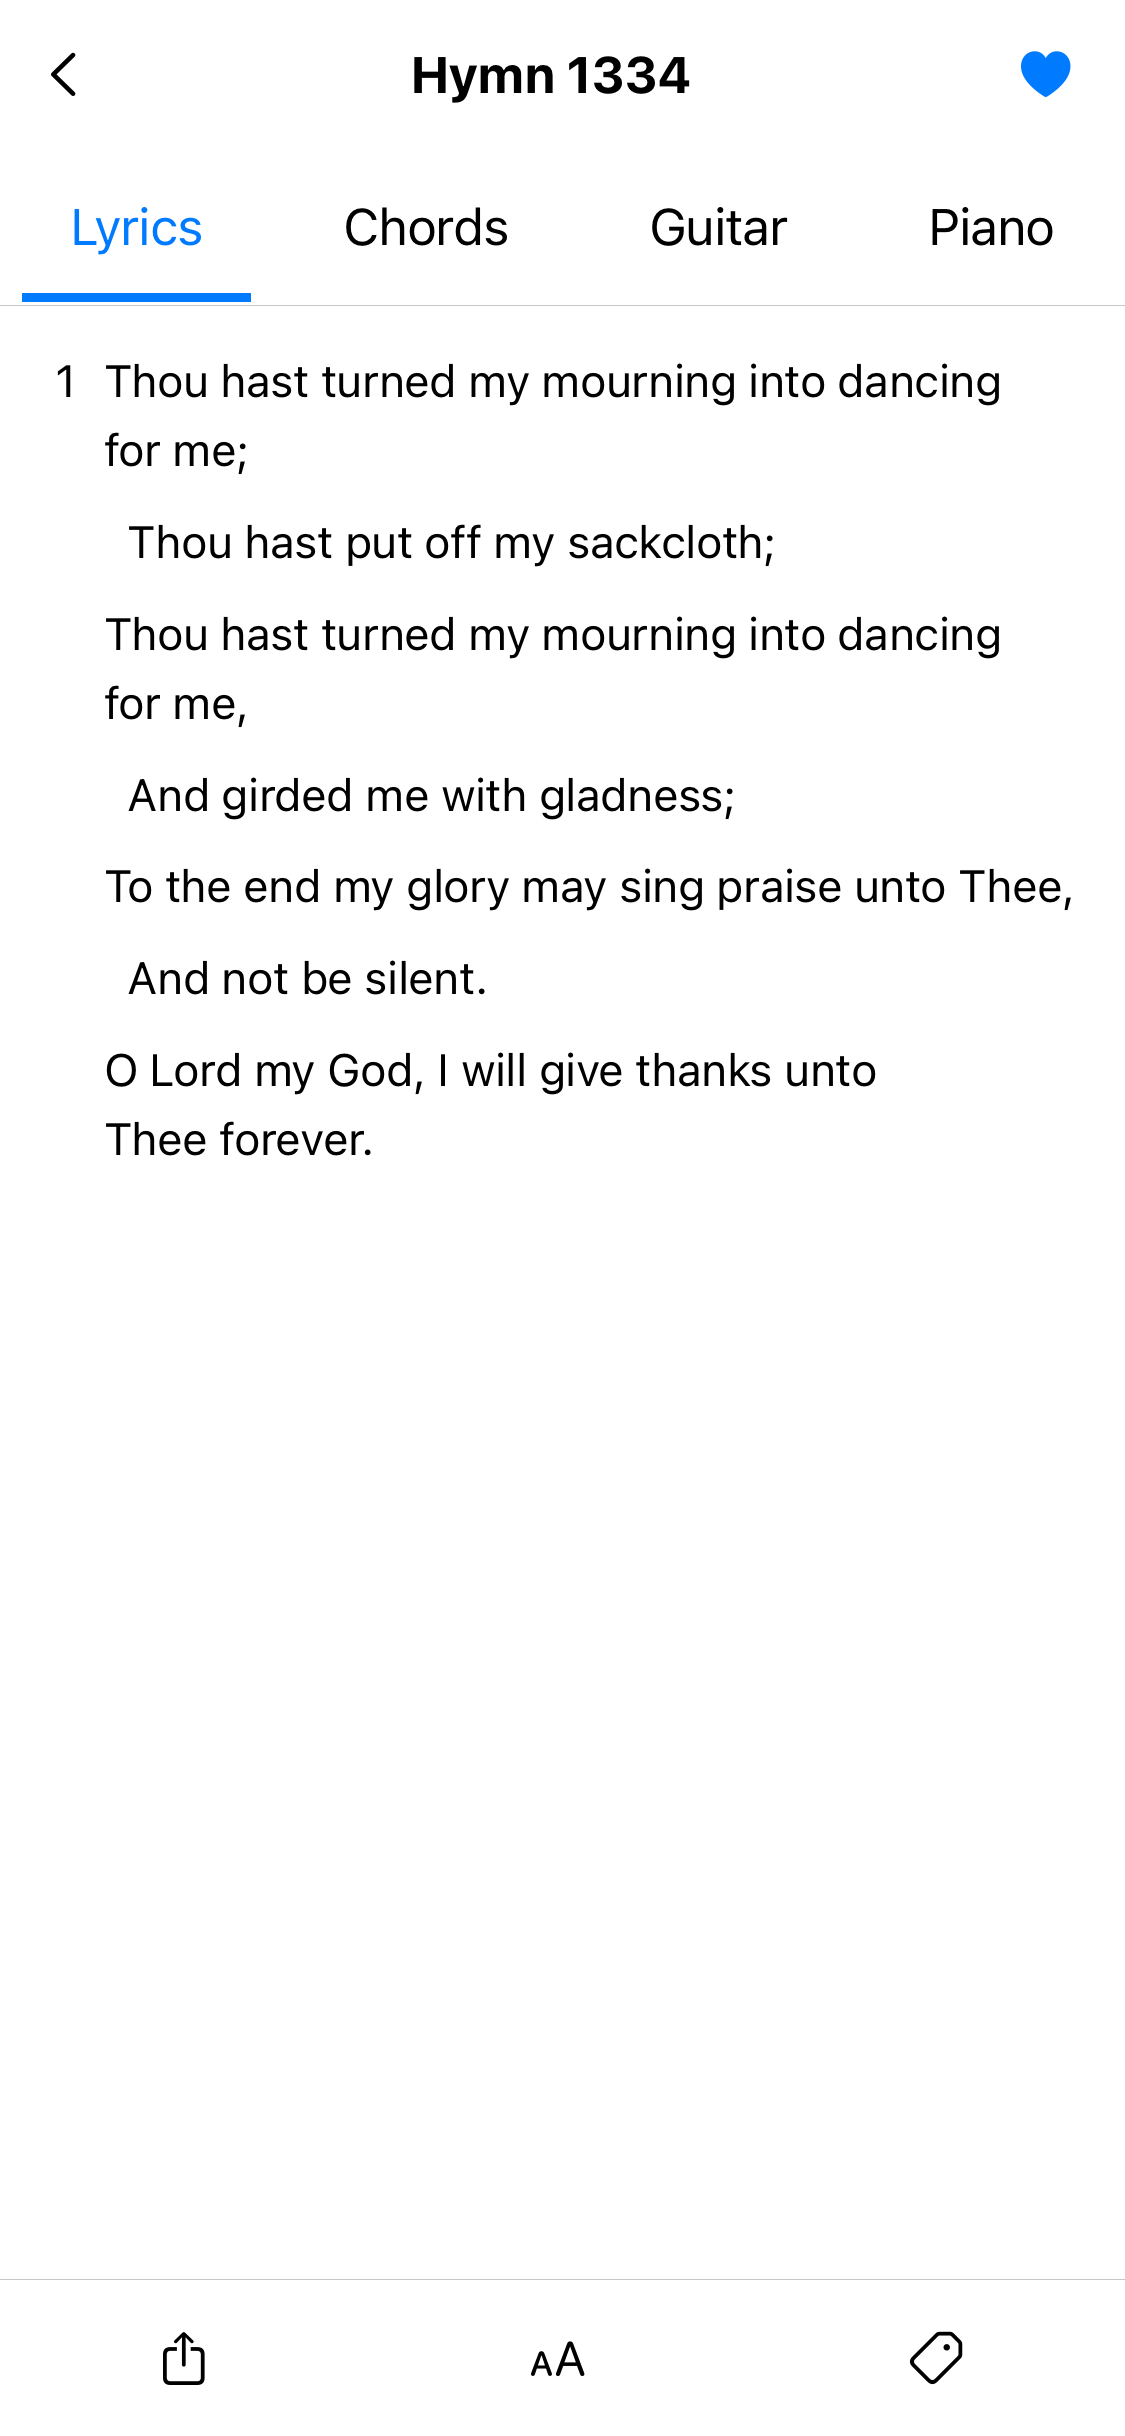 Hymn 1334
Lyrics Chords Guitar Piano
1 Thou hast turned my mourning into dancing
for me;
Thou hast put off my sackcloth;
Thou hast turned my mourning into dancing
for me,
And girded me with gladness;
To the end my glory may sing praise unto Thee,
And not be silent.
O Lord my God, I will give thanks unto
Thee forever.
AA